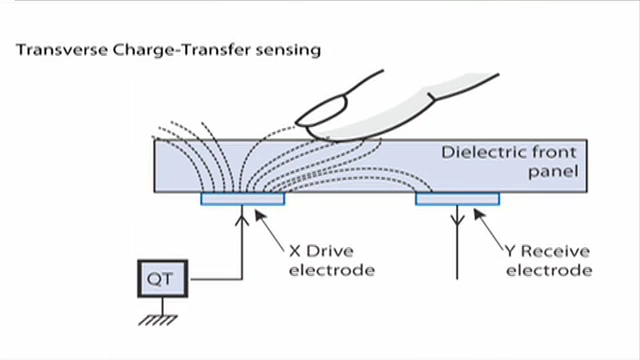 Transverse Charge-Transfer sensing
Dielectric front
panel
X Drive
electrode
Y Receive
electrode
QT